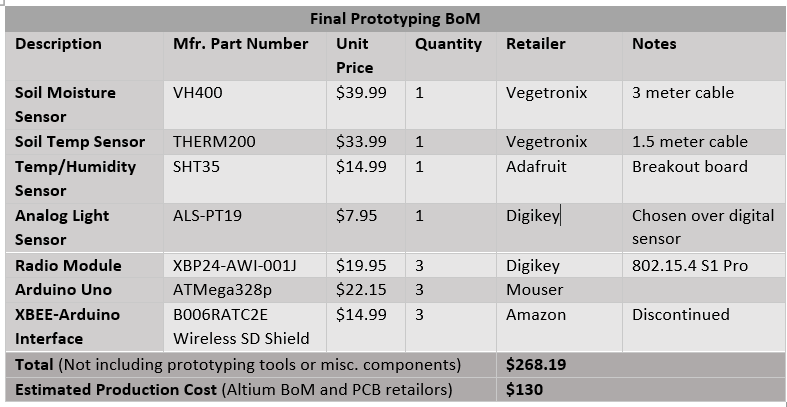 Final Prototyping BoM
Description Mfr. Part Number Unit Price Quantity Retailer Notes
Soil Moisture Sensor VH400 $39.99 1 Vegetronix 3 meter cable
Soil Temp Sensor THERM200 $33.99 1 Vegetronix 1.5 meter cable
Temp/Humidity Sensor SHT35 $14.99 1 Adafruit Breakout board
Analog Light Sensor ALS-PT19 $7.95 1 Digikey Chosen over digital sensor
Radio Module XBP24-AWI-001J $19.95 3 Digikey 802.15.4 S1 Pro
Arduino Uno ATMega328p $22.15 3 Mouser
XBEE-Arduino Interface B006RATC2E Wireless SD Shield $14.99 3 Amazon Discontinued
Total (Not including prototyping tools or misc. components) $268.19
Estimated Production Cost (Altium BoM and PCB retailors) $130